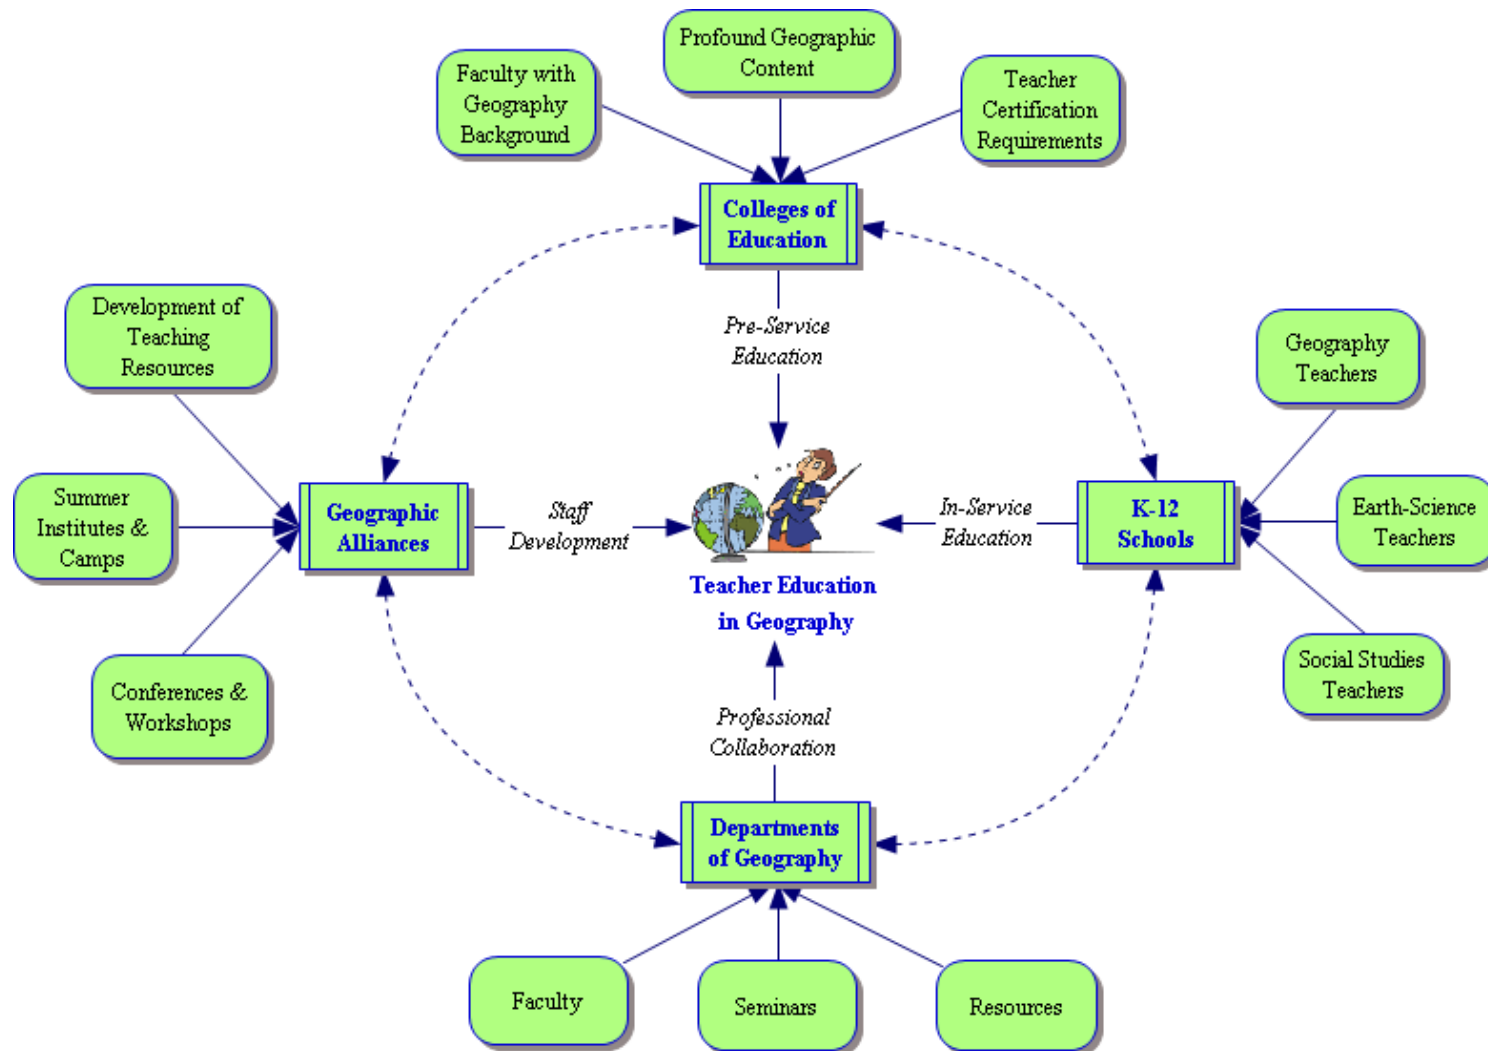 Profound Geographic
Content
Faculty with
Geography
Background
Teacher
Certification
Requirements
Colleges of
Education
Pre-Service
Education
Development of
Teaching
Resources
Summer
Institutes &
Camps
Conferences &
Workshops
Geographic
Alliances
Staff
Development
Teacher Education
in Geography
In-Service
Education
K-12
Schools
Geography
Teachers
Earth-Science
Teachers
Social Studies
Teachers
Professional
Collaboration
Departments
of Geography
Faculty
Seminars
Resources